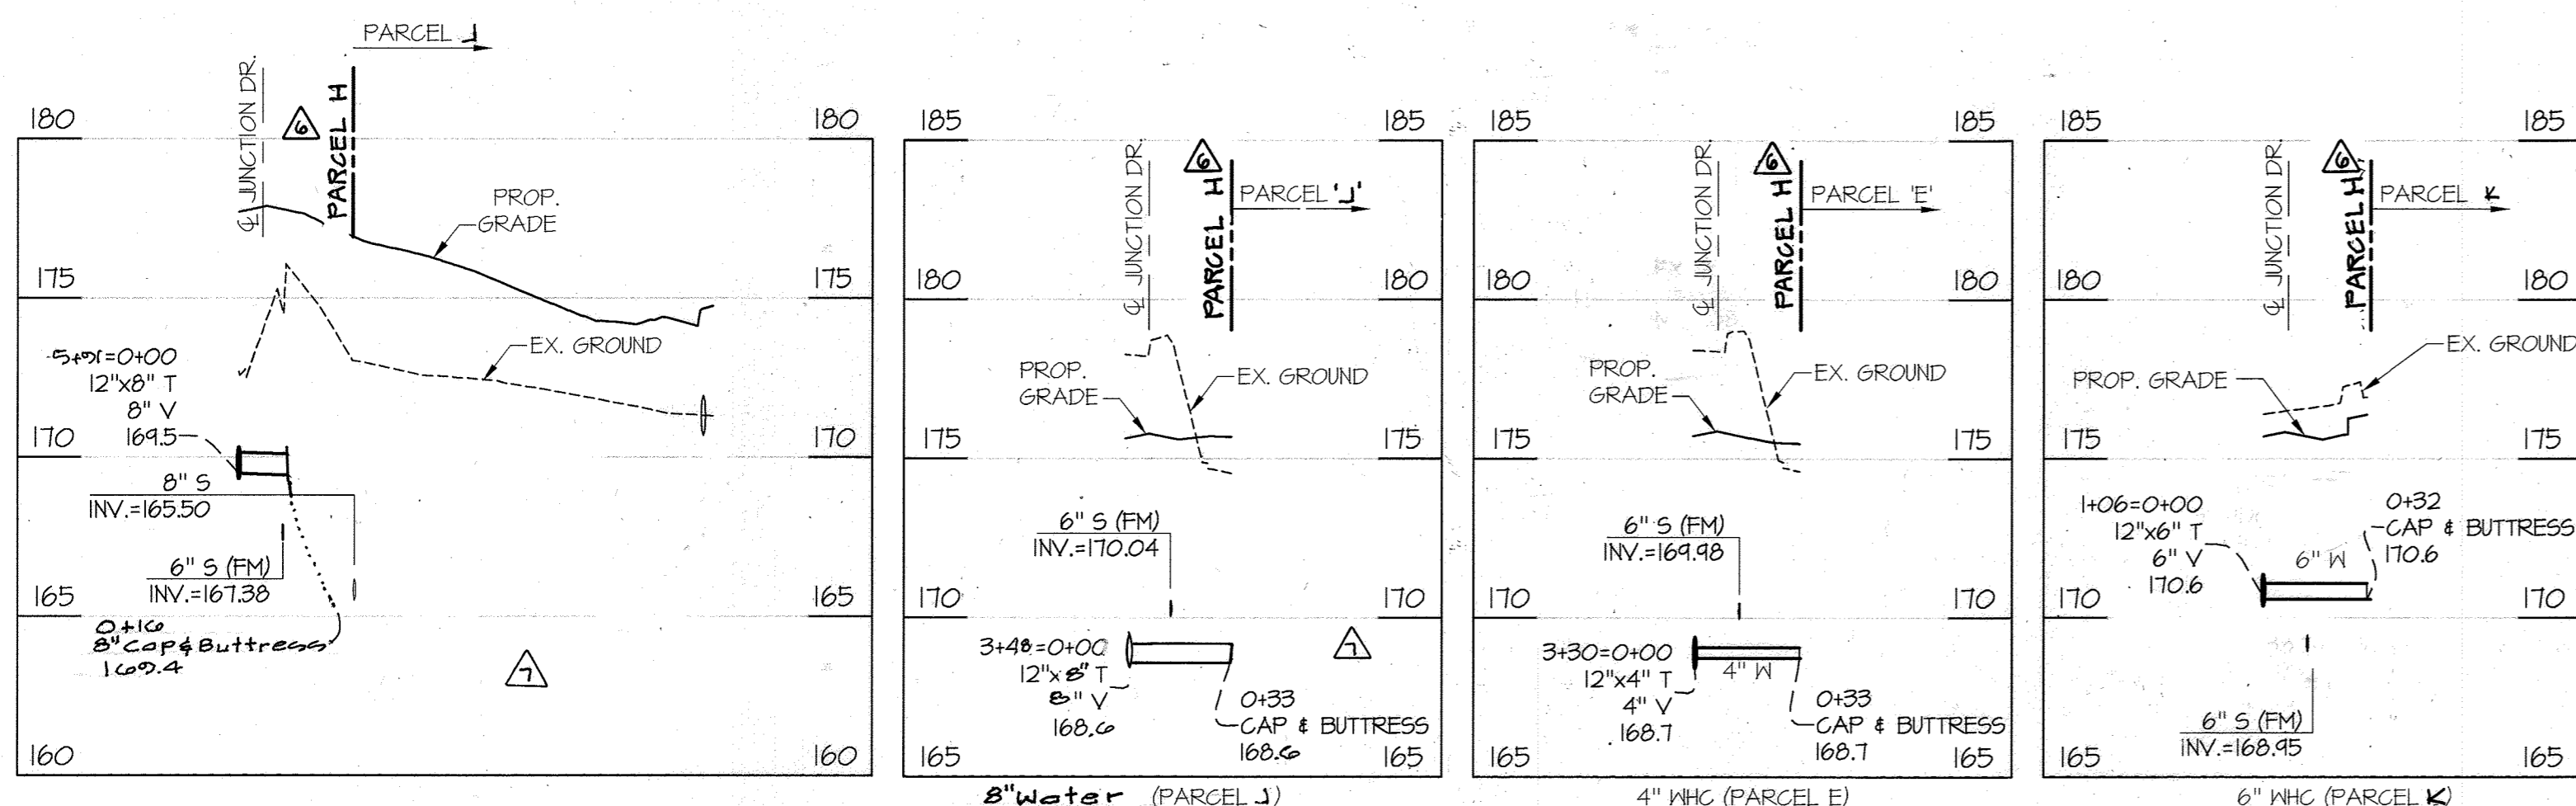 PARCEL J
℄ JUNCTION DR.
6
PARCEL H
180
180
PROP.
GRADE
175
175
EX. GROUND
=0+00
12"x8" T
8" V
169.5
170
170
8" S
INV.=165.50
6" S (FM)
INV.=167.38
165
165
0+16
8" Cap & Buttress
169.4
7
160
160
185
185
℄ JUNCTION DR.
6
PARCEL H
PARCEL 'J'
180
180
PROP.
GRADE
EX. GROUND
175
175
6" S (FM)
INV.=170.04
170
170
3+48=0+00
12"x8" T
8" V
168.6
7
0+33
CAP & BUTTRESS
168.6
165
165
8" Water (PARCEL J)
185
185
℄ JUNCTION DR.
6
PARCEL H
PARCEL 'E'
180
180
PROP.
GRADE
EX. GROUND
175
175
6" S (FM)
INV.=169.98
170
170
3+30=0+00
12"x4" T
4" V
168.7
4" W
0+33
CAP & BUTTRESS
168.7
165
165
4" WHC (PARCEL E)
185
185
℄ JUNCTION DR.
6
PARCEL H
PARCEL K
180
180
EX. GROUND
PROP. GRADE
175
175
1+06=0+00
12"x6" T
6" V
170.6
6" W
0+32
CAP & BUTTRESS
170.6
170
170
6" S (FM)
INV.=168.95
165
165
6" WHC (PARCEL K)